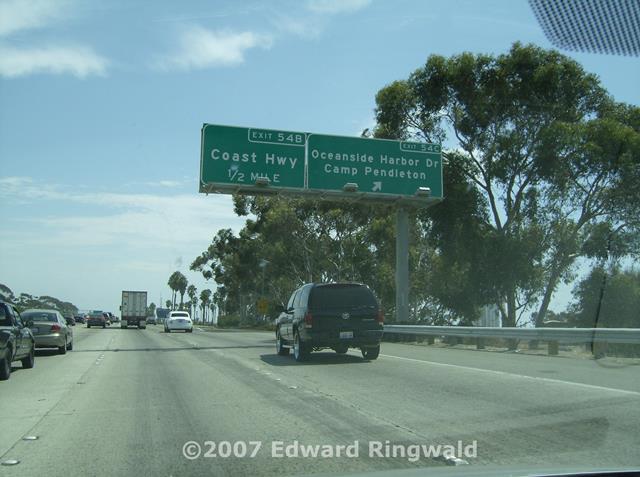 EXIT 54B
Coast Hwy
1/2 MILE
EXIT 54C
Oceanside Harbor Dr
Camp Pendleton
©2007 Edward Ringwald